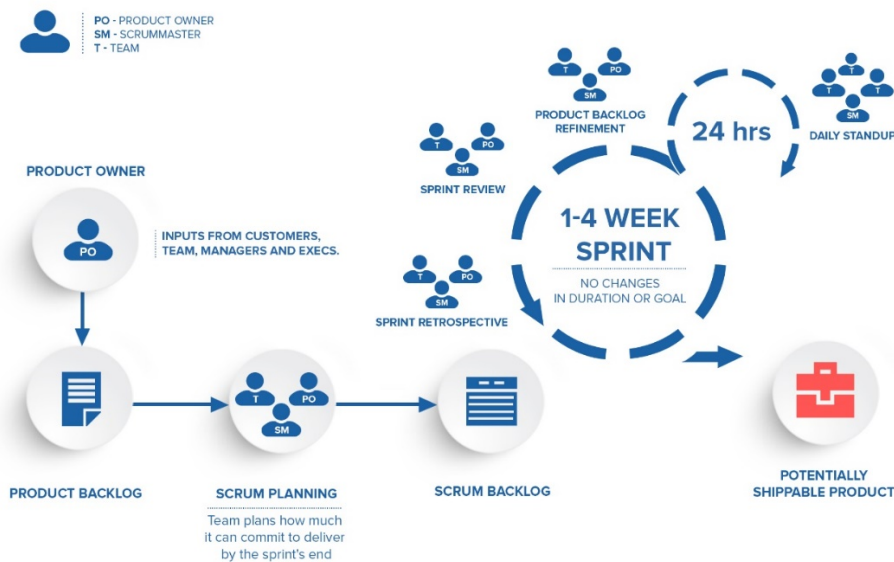 PO - PRODUCT OWNER
SM - SCRUMMASTER
T - TEAM
T
PO
SM
PRODUCT BACKLOG
REFINEMENT
24 hrs
T
T
T
SM
DAILY STANDUP
T
PO
SM
SPRINT REVIEW
PRODUCT OWNER
PO
INPUTS FROM CUSTOMERS,
TEAM, MANAGERS AND EXECS.
1-4 WEEK
SPRINT
NO CHANGES
IN DURATION OR GOAL
T
PO
SM
SPRINT RETROSPECTIVE
PRODUCT BACKLOG
T
PO
SM
SCRUM PLANNING
Team plans how much
it can commit to deliver
by the sprint's end
SCRUM BACKLOG
POTENTIALLY
SHIPPABLE PRODUCT